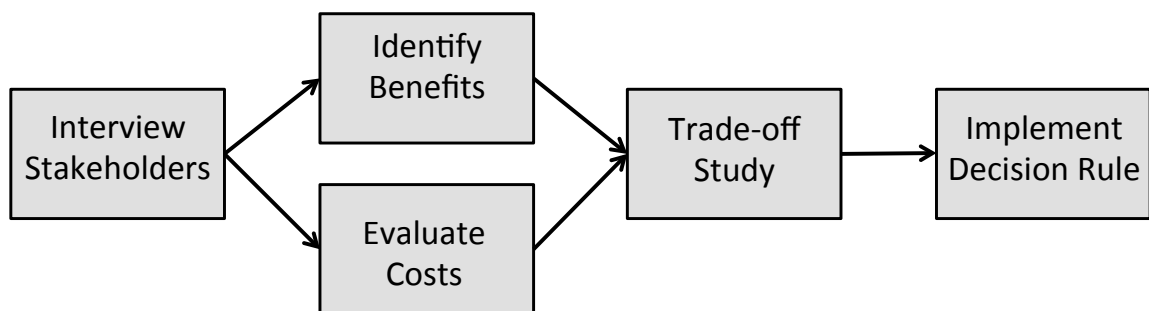 Interview
Stakeholders
Identify
Benefits
Evaluate
Costs
Trade-off
Study
Implement
Decision Rule